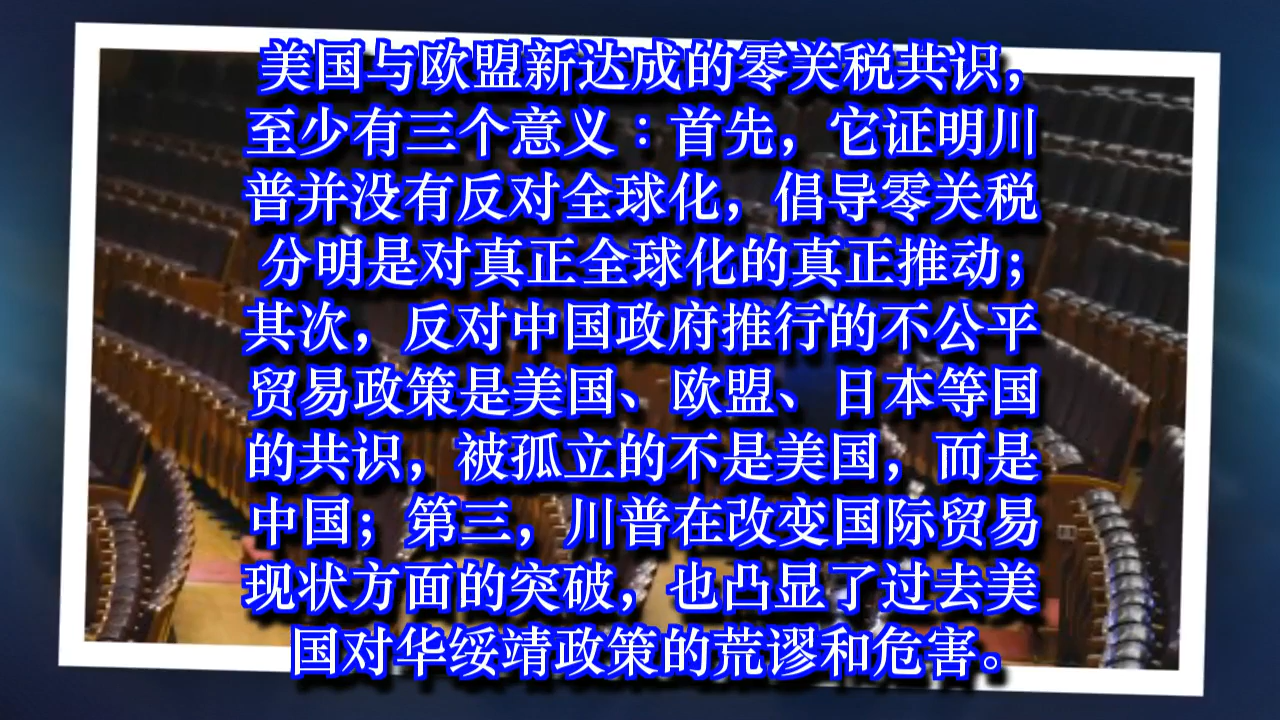 美国与欧盟新达成的零关税共识，
至少有三个意义：首先，它证明川
普并没有反对全球化，倡导零关税
分明是对真正全球化的真正推动；
其次，反对中国政府推行的不公平
贸易政策是美国、欧盟、日本等国
的共识，被孤立的不是美国，而是
中国；第三，川普在改变国际贸易
现状方面的突破，也凸显了过去美
国对华绥靖政策的荒谬和危害。